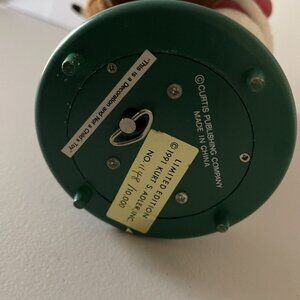 "This is a Decoration and Not a Child's Toy"
© CURTIS PUBLISHING COMPANY
MADE IN CHINA
LIMITED EDITION
© 1991 KURT S. ADLER INC.
NO. 1148 /10,000